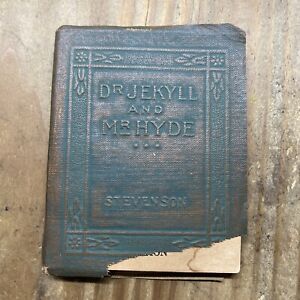 DR JEKYLL
AND
MR HYDE
STEVENSON